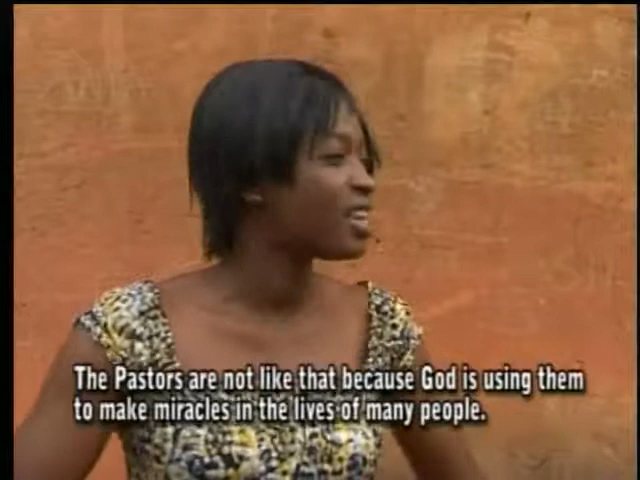 The Pastors are not like that because God is using them
to make miracles in the lives of many people.